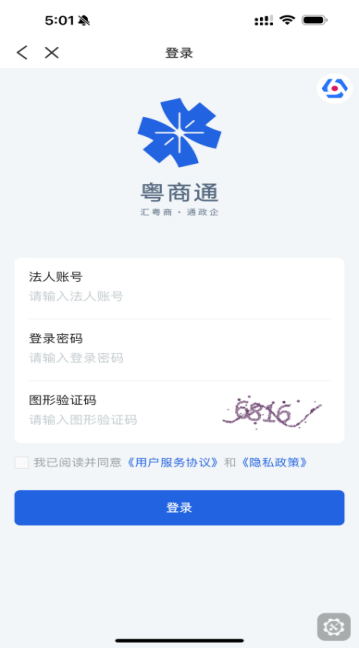 5:01
登录
粤商通
汇粤商·通政企
法人账号
请输入法人账号
登录密码
请输入登录密码
图形验证码
请输入图形验证码
6816
我已阅读并同意《用户服务协议》和《隐私政策》
登录